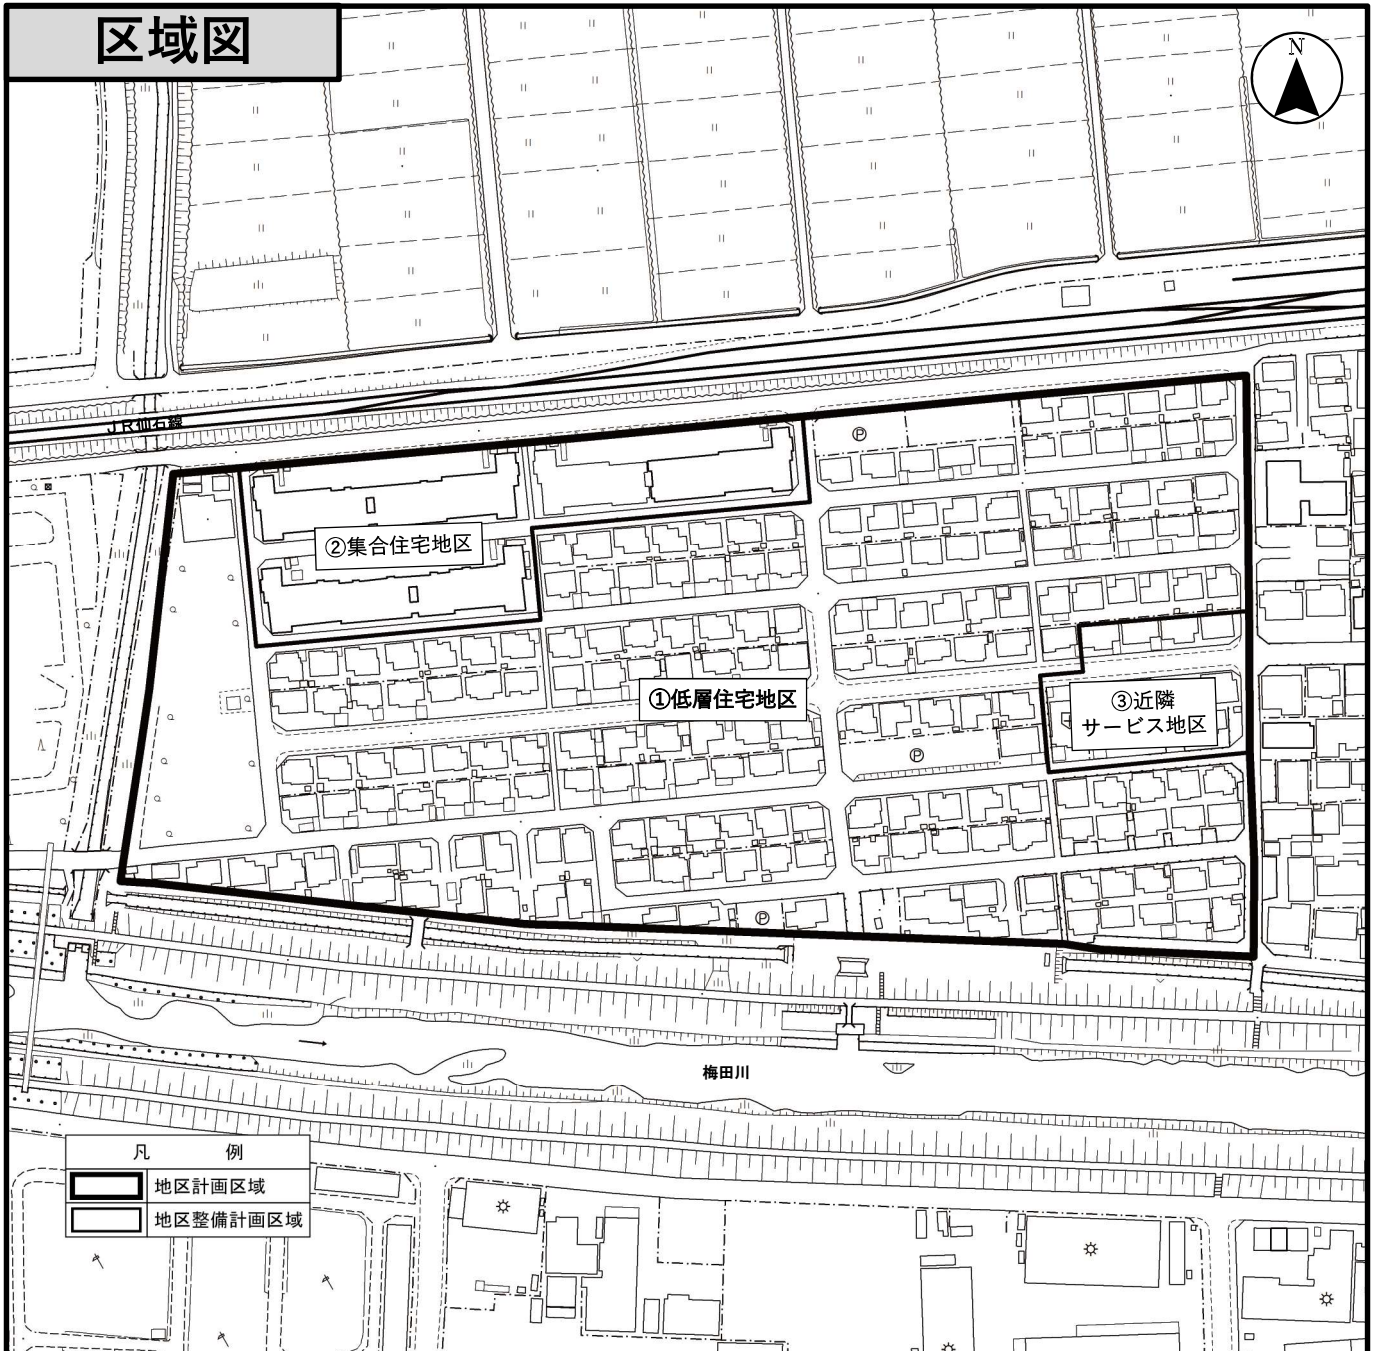 区域図
N
JR仙石線
Ⓟ
②集合住宅地区
①低層住宅地区
③近隣
サービス地区
Ⓟ
Ⓟ
梅田川
凡 例
地区計画区域
地区整備計画区域